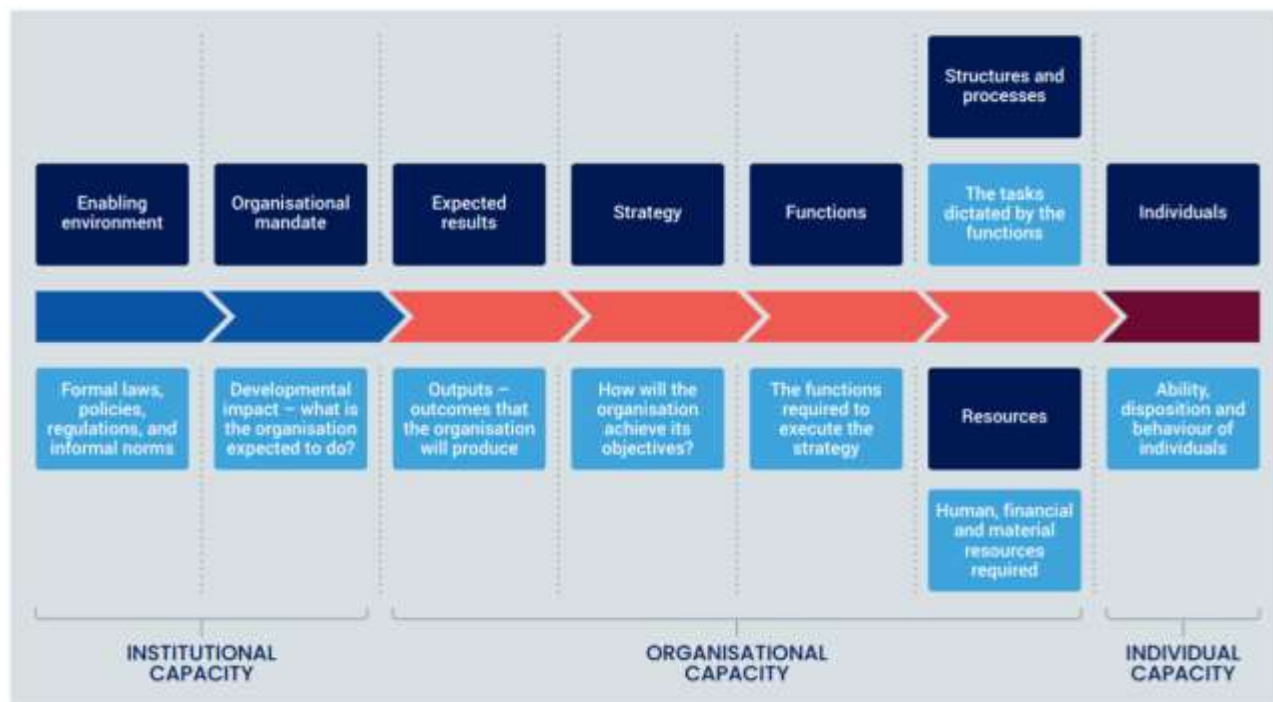 Structures and
processes
Enabling
environment
Organisational
mandate
Expected
results
Strategy
Functions
The tasks
dictated by the
functions
Individuals
Formal laws,
policies,
regulations, and
informal norms
Developmental
impact – what is
the organisation
expected to do?
Outputs –
outcomes that
the organisation
will produce
How will the
organisation
achieve its
objectives?
The functions
required to
execute the
strategy
Resources
Ability,
disposition and
behaviour of
individuals
Human, financial
and material
resources
required
INSTITUTIONAL
CAPACITY
ORGANISATIONAL
CAPACITY
INDIVIDUAL
CAPACITY